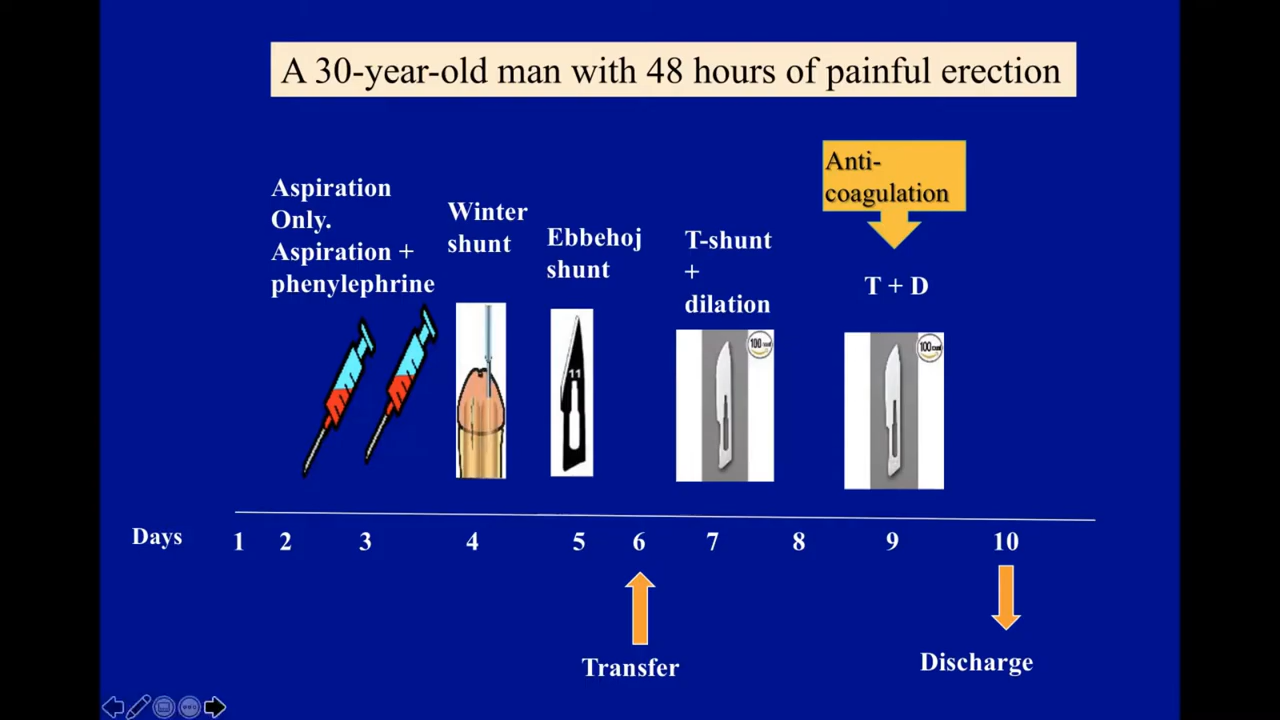 A 30-year-old man with 48 hours of painful erection
Anti-
coagulation
Aspiration
Only.
Aspiration +
phenylephrine
Winter
shunt
Ebbehoj
shunt
T-shunt
+
dilation
T + D
11
Days 1 2 3 4 5 6 7 8 9 10
Transfer
Discharge